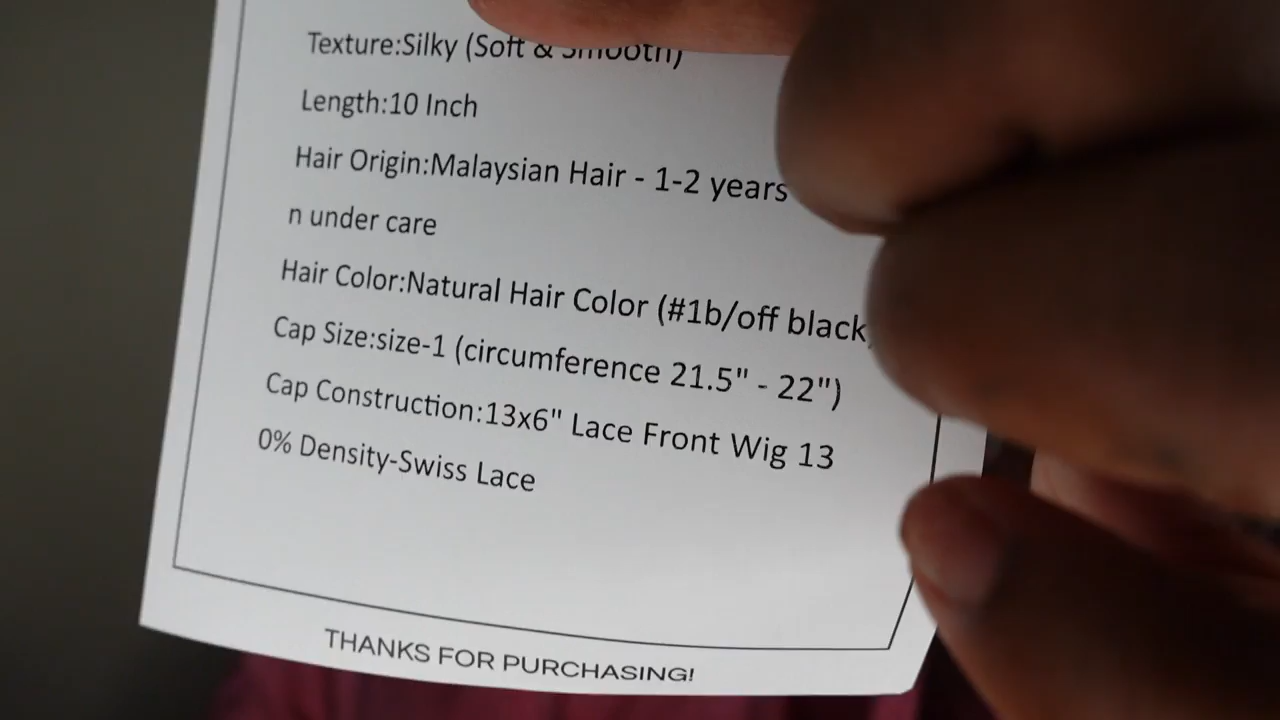 Texture:Silky (Soft & Smooth)
Length:10 Inch
Hair Origin:Malaysian Hair - 1-2 years
n under care
Hair Color:Natural Hair Color (#1b/off black)
Cap Size:size-1 (circumference 21.5" - 22")
Cap Construction:13x6" Lace Front Wig 13
0% Density-Swiss Lace
THANKS FOR PURCHASING!